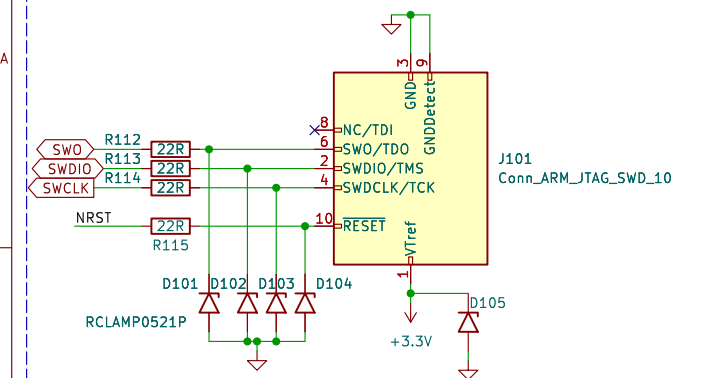 A
3
9
GND
GNDDetect
8
NC/TDI
R112
SWO
22R
6
SWO/TDO
R113
SWDIO
22R
2
SWDIO/TMS
R114
SWCLK
22R
4
SWDCLK/TCK
J101
Conn_ARM_JTAG_SWD_10
NRST
22R
10
RESET
R115
VTref
1
D101
D102
D103
D104
D105
RCLAMP0521P
+3.3V